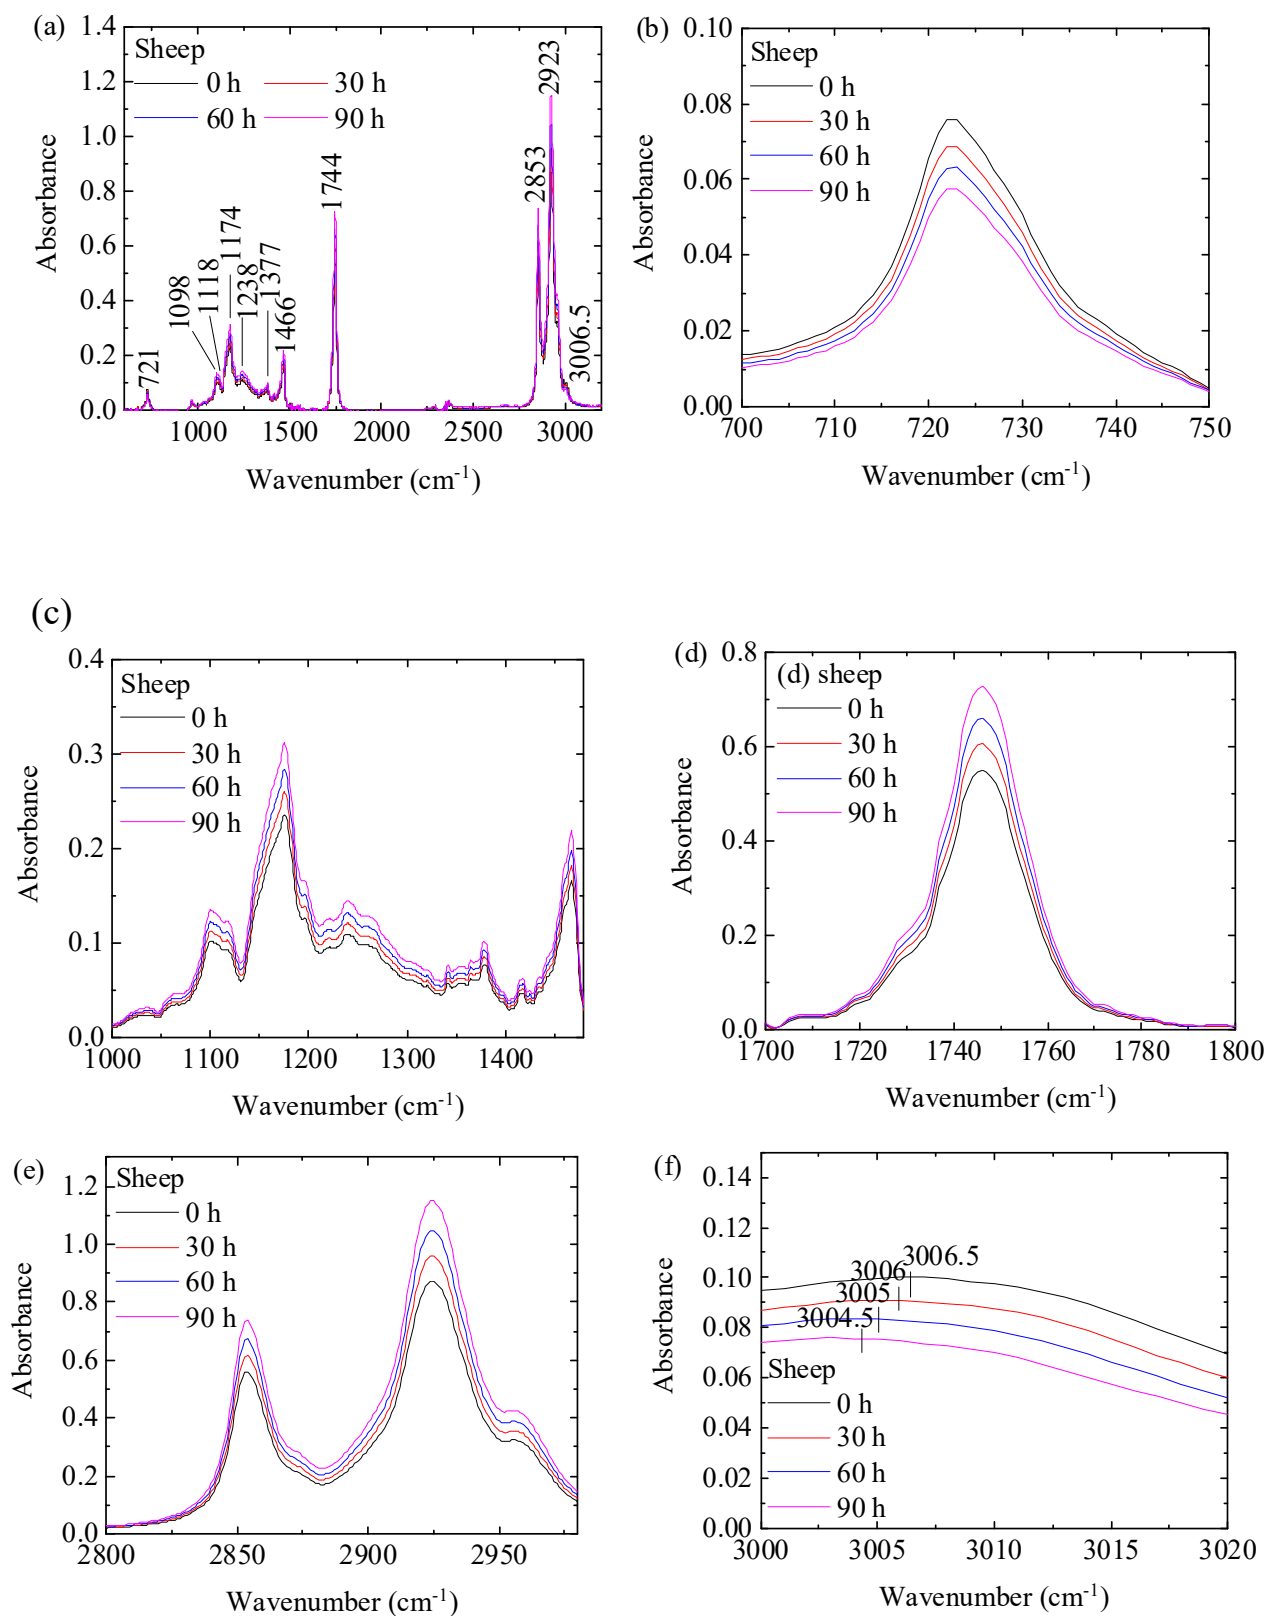 (a)
Sheep
0 h
30 h
60 h
90 h
721
1098
1118
1174
1238
1377
1466
1744
2853
2923
3006.5
1.4
1.2
1.0
0.8
0.6
0.4
0.2
0.0
1000 1500 2000 2500 3000
Absorbance
Wavenumber (cm-1)
(b)
Sheep
0 h
30 h
60 h
90 h
0.10
0.08
0.06
0.04
0.02
0.00
700 710 720 730 740 750
Absorbance
Wavenumber (cm-1)
(c)
Sheep
0 h
30 h
60 h
90 h
0.4
0.3
0.2
0.1
0.0
1000 1100 1200 1300 1400
Absorbance
Wavenumber (cm-1)
(d)
(d) sheep
0 h
30 h
60 h
90 h
0.8
0.6
0.4
0.2
0.0
1700 1720 1740 1760 1780 1800
Absorbance
Wavenumber (cm-1)
(e)
Sheep
0 h
30 h
60 h
90 h
1.2
1.0
0.8
0.6
0.4
0.2
0.0
2800 2850 2900 2950
Absorbance
Wavenumber (cm-1)
(f)
3006.5
3006
3005
3004.5
Sheep
0 h
30 h
60 h
90 h
0.14
0.12
0.10
0.08
0.06
0.04
0.02
0.00
3000 3005 3010 3015 3020
Absorbance
Wavenumber (cm-1)